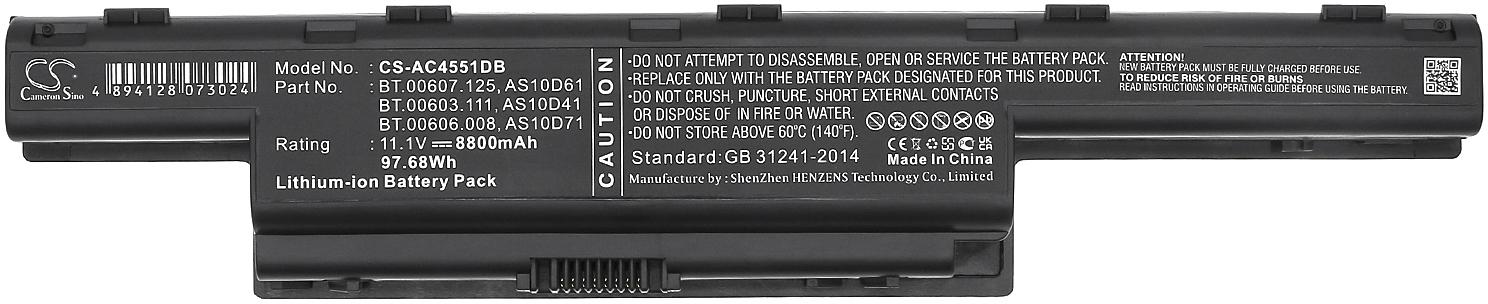 CS
Cameron Sino
4 894128 073024
Model No. : CS-AC4551DB
Part No. : BT.00607.125, AS10D61
BT.00603.111, AS10D41
BT.00606.008, AS10D71
Rating : 11.1V ⎓ 8800mAh
97.68Wh
Lithium-ion Battery Pack
CAUTION
•DO NOT ATTEMPT TO DISASSEMBLE, OPEN OR SERVICE THE BATTERY PACK.
•REPLACE ONLY WITH THE BATTERY PACK DESIGNATED FOR THIS PRODUCT.
•DO NOT CRUSH, PUNCTURE, SHORT EXTERNAL CONTACTS
OR DISPOSE OF IN FIRE OR WATER.
•DO NOT STORE ABOVE 60℃ (140℉).
Standard: GB 31241-2014
CE
Made In China
Manufacture by : ShenZhen HENZENS Technology Co., Limited
ATTENTION!
NEW BATTERY PACK MUST BE FULLY CHARGED BEFORE USE.
TO REDUCE RISK OF FIRE OR BURNS
READ INSTRUCTIONS IN OPERATING GUIDE BEFORE USING THE BATTERY.